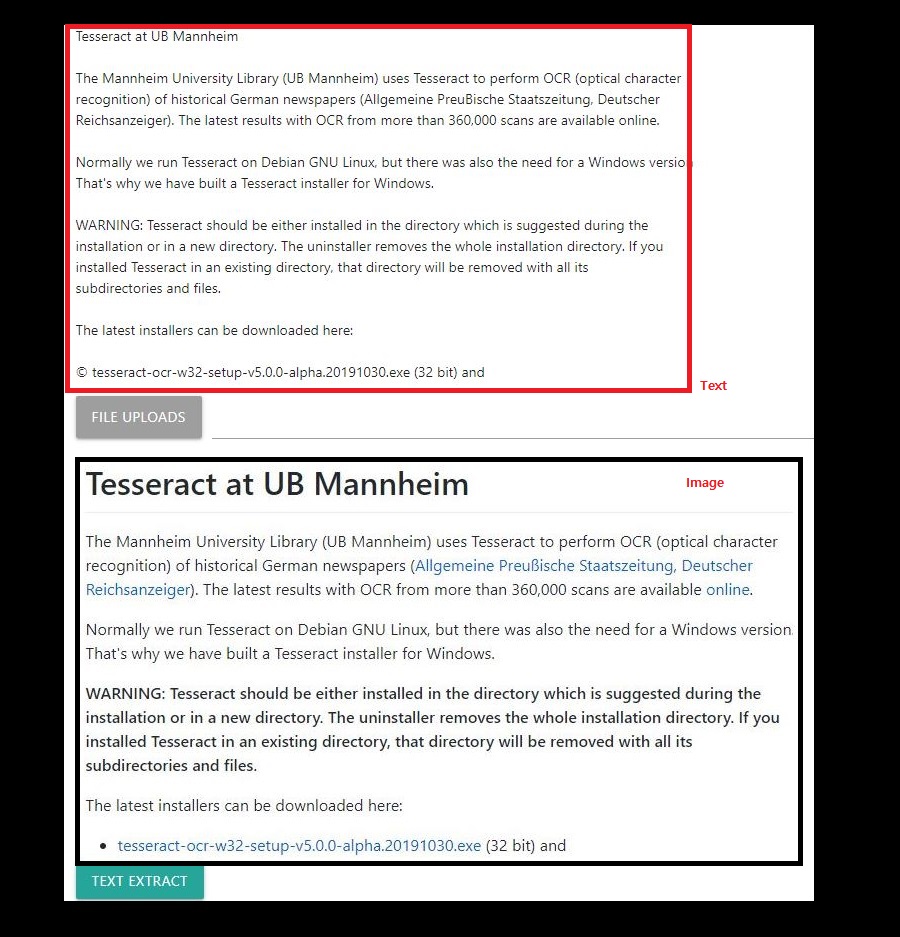 Tesseract at UB Mannheim
The Mannheim University Library (UB Mannheim) uses Tesseract to perform OCR (optical character
recognition) of historical German newspapers (Allgemeine PreuBische Staatszeitung, Deutscher
Reichsanzeiger). The latest results with OCR from more than 360,000 scans are available online.
Normally we run Tesseract on Debian GNU Linux, but there was also the need for a Windows version
That's why we have built a Tesseract installer for Windows.
WARNING: Tesseract should be either installed in the directory which is suggested during the
installation or in a new directory. The uninstaller removes the whole installation directory. If you
installed Tesseract in an existing directory, that directory will be removed with all its
subdirectories and files.
The latest installers can be downloaded here:
© tesseract-ocr-w32-setup-v5.0.0-alpha.20191030.exe (32 bit) and
Text
FILE UPLOADS
Tesseract at UB Mannheim
Image
The Mannheim University Library (UB Mannheim) uses Tesseract to perform OCR (optical character
recognition) of historical German newspapers (Allgemeine Preußische Staatszeitung, Deutscher
Reichsanzeiger). The latest results with OCR from more than 360,000 scans are available online.
Normally we run Tesseract on Debian GNU Linux, but there was also the need for a Windows version.
That's why we have built a Tesseract installer for Windows.
WARNING: Tesseract should be either installed in the directory which is suggested during the
installation or in a new directory. The uninstaller removes the whole installation directory. If you
installed Tesseract in an existing directory, that directory will be removed with all its
subdirectories and files.
The latest installers can be downloaded here:
• tesseract-ocr-w32-setup-v5.0.0-alpha.20191030.exe (32 bit) and
TEXT EXTRACT